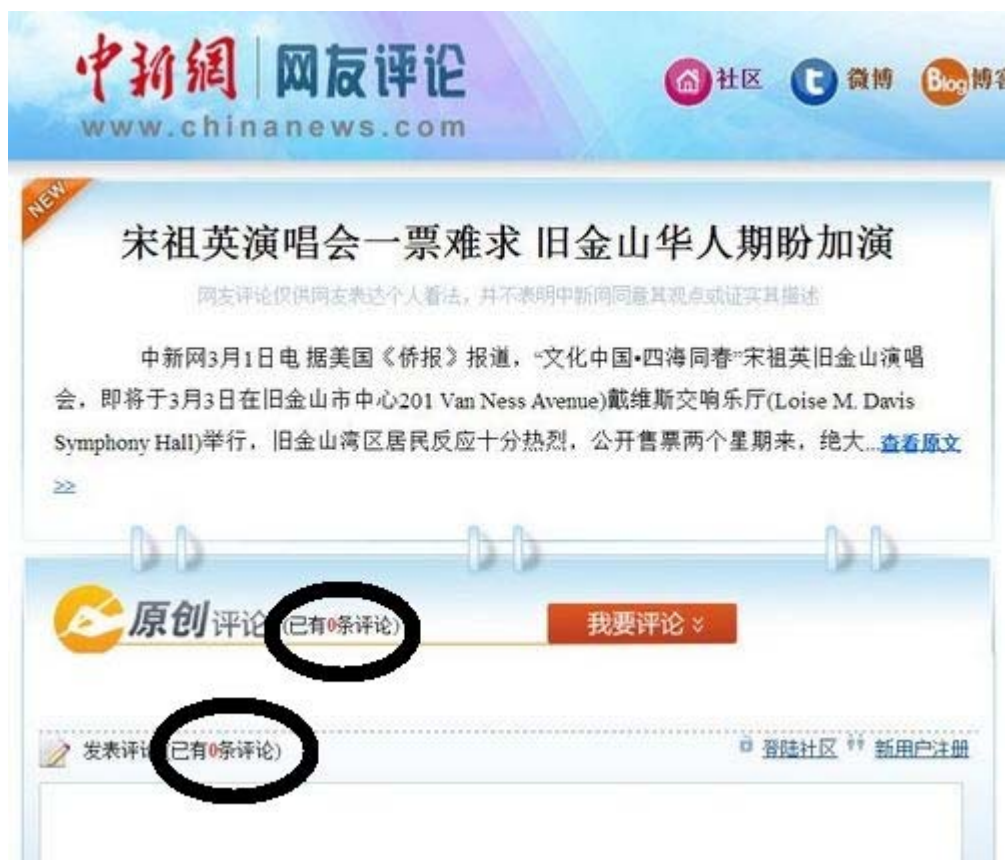 中新網 网友评论
www.chinanews.com
社区 微博 Blog 博客
NEW
宋祖英演唱会一票难求 旧金山华人期盼加演
网友评论仅供网友表达个人看法，并不表明中新网同意其观点或证实其描述
中新网3月1日电 据美国《侨报》报道，“文化中国•四海同春”宋祖英旧金山演唱
会，即将于3月3日在旧金山市中心201 Van Ness Avenue)戴维斯交响乐厅(Loise M. Davis
Symphony Hall)举行，旧金山湾区居民反应十分热烈，公开售票两个星期来，绝大...查看原文
>>
原创评论 (已有0条评论) 我要评论
发表评论 (已有0条评论) 登陆社区 新用户注册